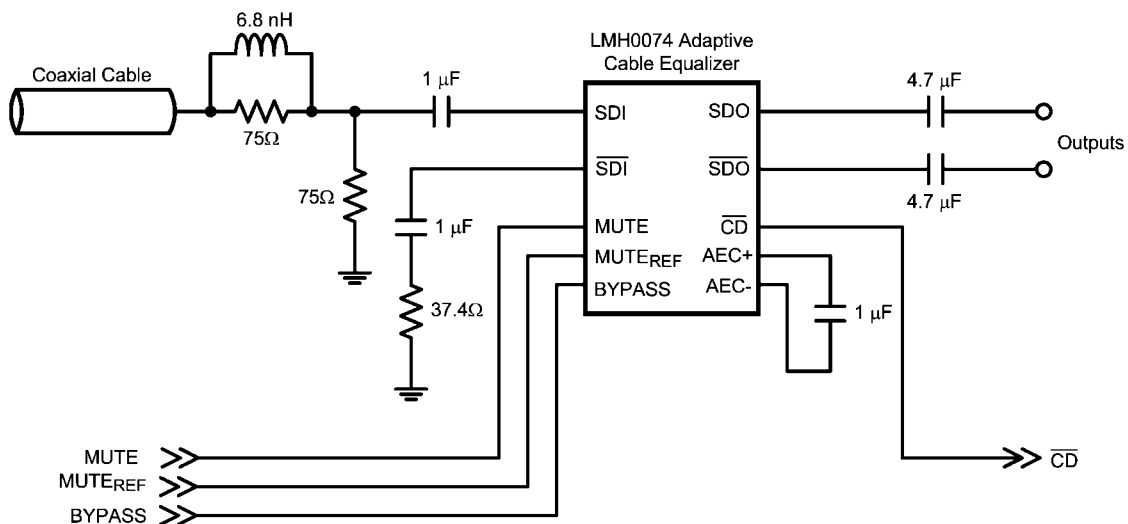 6.8 nH
Coaxial Cable
75Ω
75Ω
1 μF
1 μF
37.4Ω
LMH0074 Adaptive
Cable Equalizer
SDI
SDI
MUTE
MUTEREF
BYPASS
SDO
SDO
CD
AEC+
AEC-
4.7 μF
4.7 μF
Outputs
1 μF
MUTE
MUTEREF
BYPASS
CD